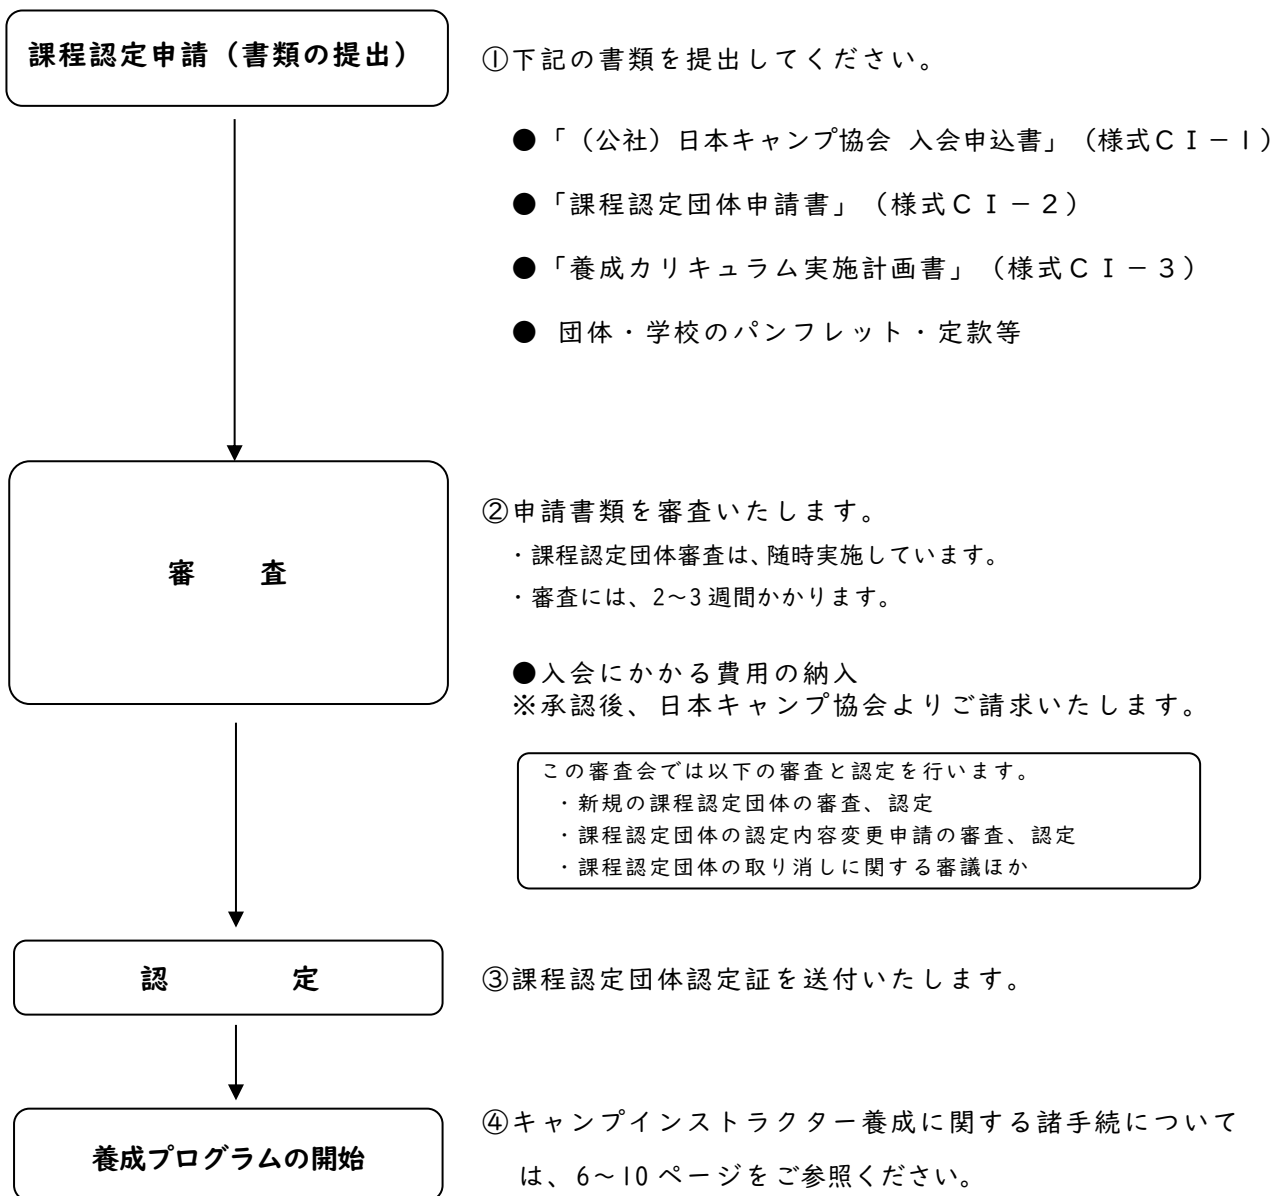 課程認定申請（書類の提出）
①下記の書類を提出してください。
●「（公社）日本キャンプ協会 入会申込書」（様式ＣＩ－１）
●「課程認定団体申請書」（様式ＣＩ－２）
●「養成カリキュラム実施計画書」（様式ＣＩ－３）
● 団体・学校のパンフレット・定款等
審　査
②申請書類を審査いたします。
・課程認定団体審査は、随時実施しています。
・審査には、2～3週間かかります。
●入会にかかる費用の納入
※承認後、日本キャンプ協会よりご請求いたします。
この審査会では以下の審査と認定を行います。
・新規の課程認定団体の審査、認定
・課程認定団体の認定内容変更申請の審査、認定
・課程認定団体の取り消しに関する審議ほか
認　定
③課程認定団体認定証を送付いたします。
養成プログラムの開始
④キャンプインストラクター養成に関する諸手続について
は、6～10ページをご参照ください。